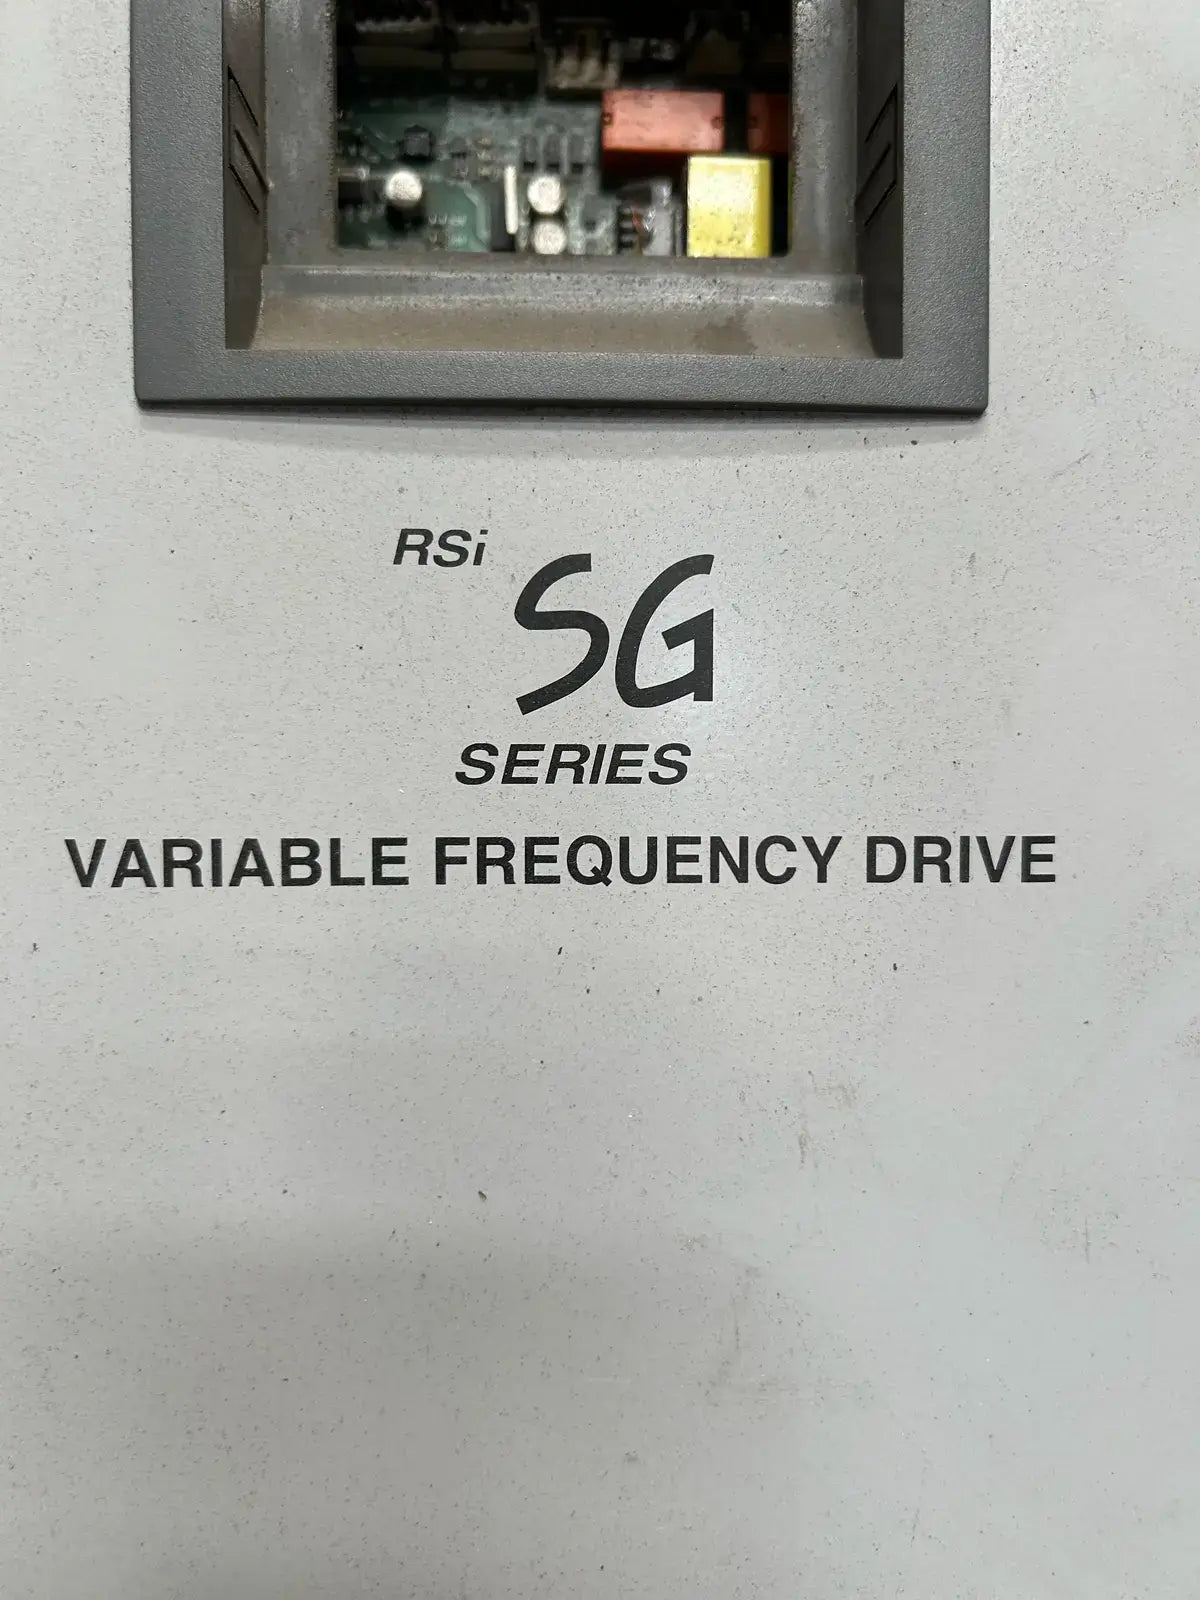 RSi
SG
SERIES
VARIABLE FREQUENCY DRIVE